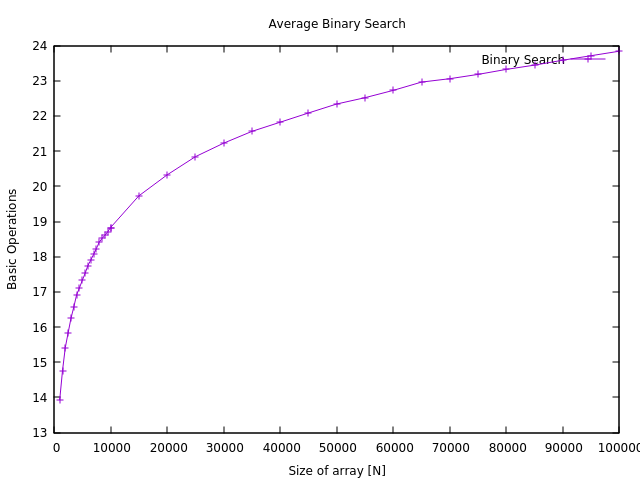 Average Binary Search
24
23
22
21
20
19
18
17
16
15
14
13
Basic Operations
Binary Search
0 10000 20000 30000 40000 50000 60000 70000 80000 90000 100000
Size of array [N]